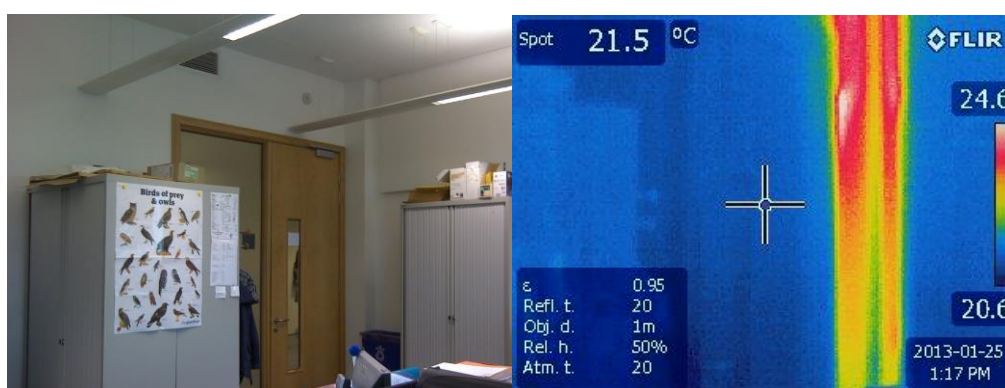 Birds of prey
& owls
Spot 21.5 °C
FLIR
24.6
20.6
ε 0.95
Refl. t. 20
Obj. d. 1m
Rel. h. 50%
Atm. t. 20
2013-01-25
1:17 PM